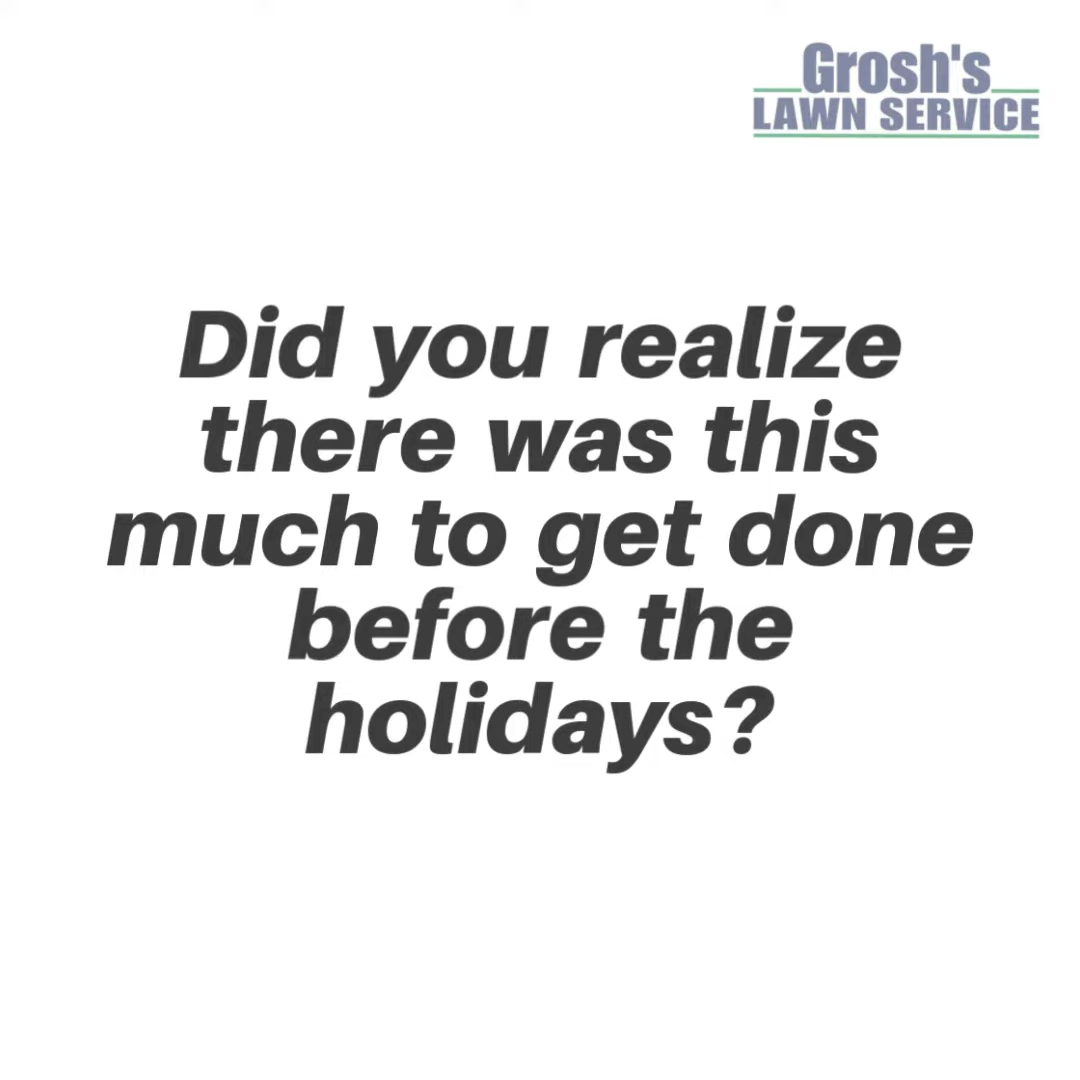 Grosh's
LAWN SERVICE
Did you realize
there was this
much to get done
before the
holidays?